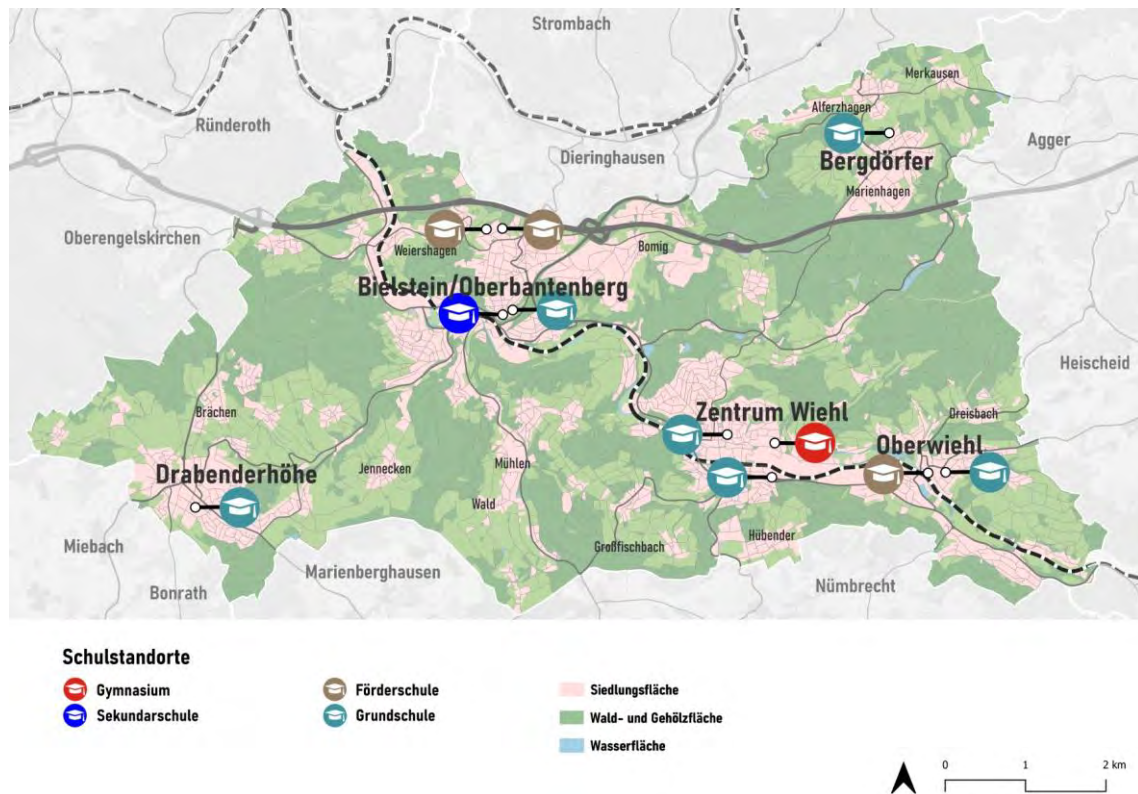 Strombach
Merkausen
Alferzhagen
Ründeroth
Agger
Dieringhausen
Bergdörfer
Marienhagen
Oberengelskirchen
Weiershagen
Bomig
Bielstein/Oberbantenberg
Heischeid
Zentrum Wiehl
Dreisbach
Brächen
Oberwiehl
Drabenderhöhe
Jennecken
Mühlen
Wald
Hübender
Großfischbach
Miebach
Marienberghausen
Nümbrecht
Bonrath
Schulstandorte
Gymnasium
Sekundarschule
Förderschule
Grundschule
Siedlungsfläche
Wald- und Gehölzfläche
Wasserfläche
0 1 2 km